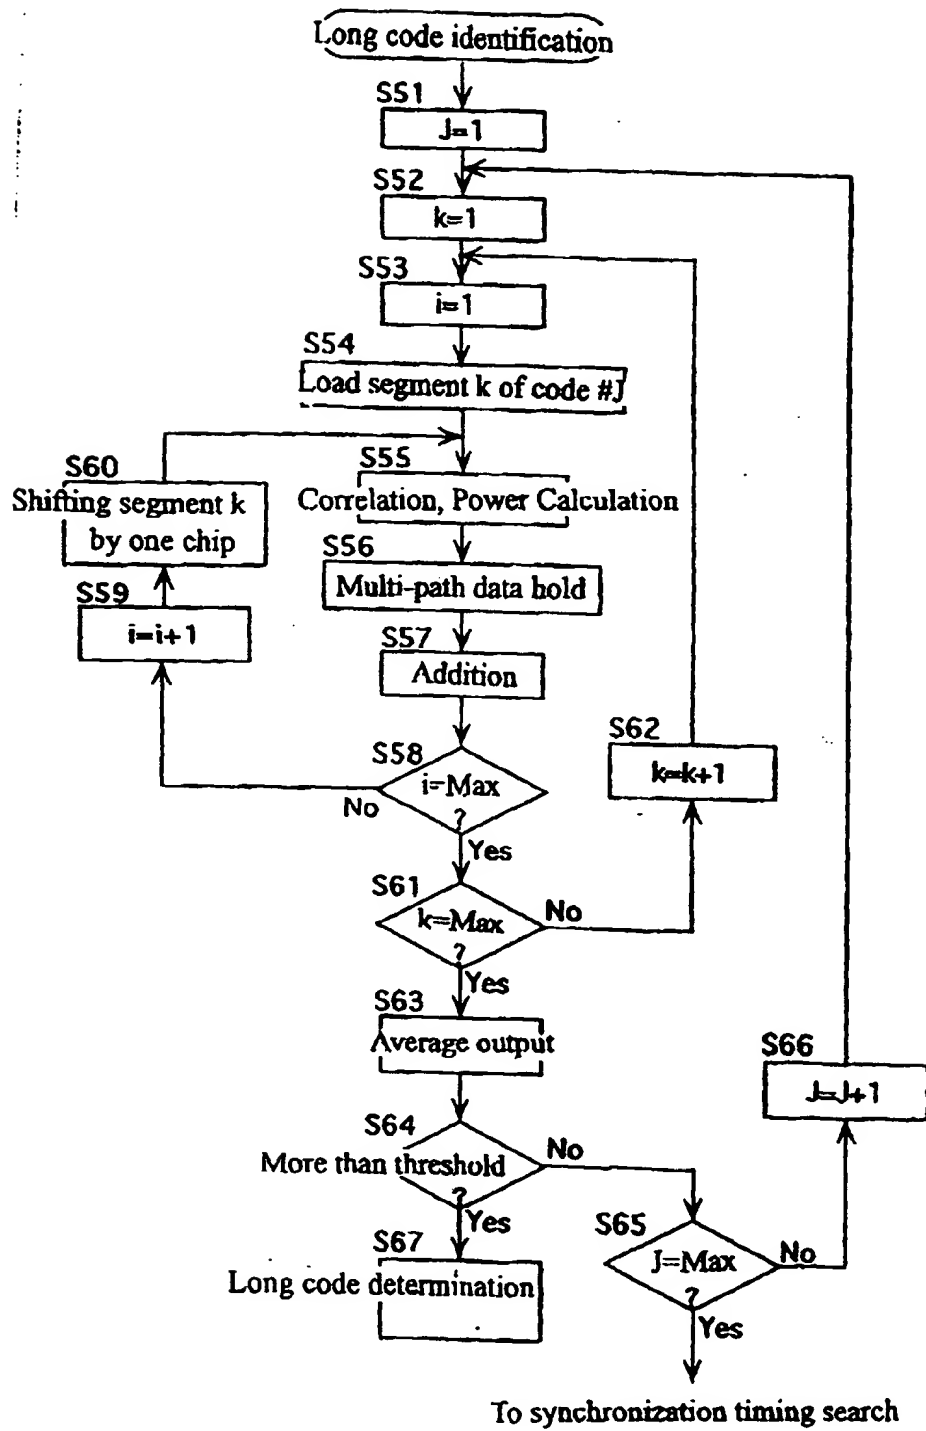 Long code identification
S51
J=1
S52
k=1
S53
i=1
S54
Load segment k of code #J
S60
Shifting segment k
by one chip
S55
Correlation, Power Calculation
S56
Multi-path data hold
S59
i=i+1
S57
Addition
S58
i=Max
?
No
Yes
S62
k=k+1
S61
k=Max
?
No
Yes
S63
Average output
S66
J=J+1
S64
More than threshold
?
No
Yes
S65
J=Max
?
No
Yes
S67
Long code determination
To synchronization timing search